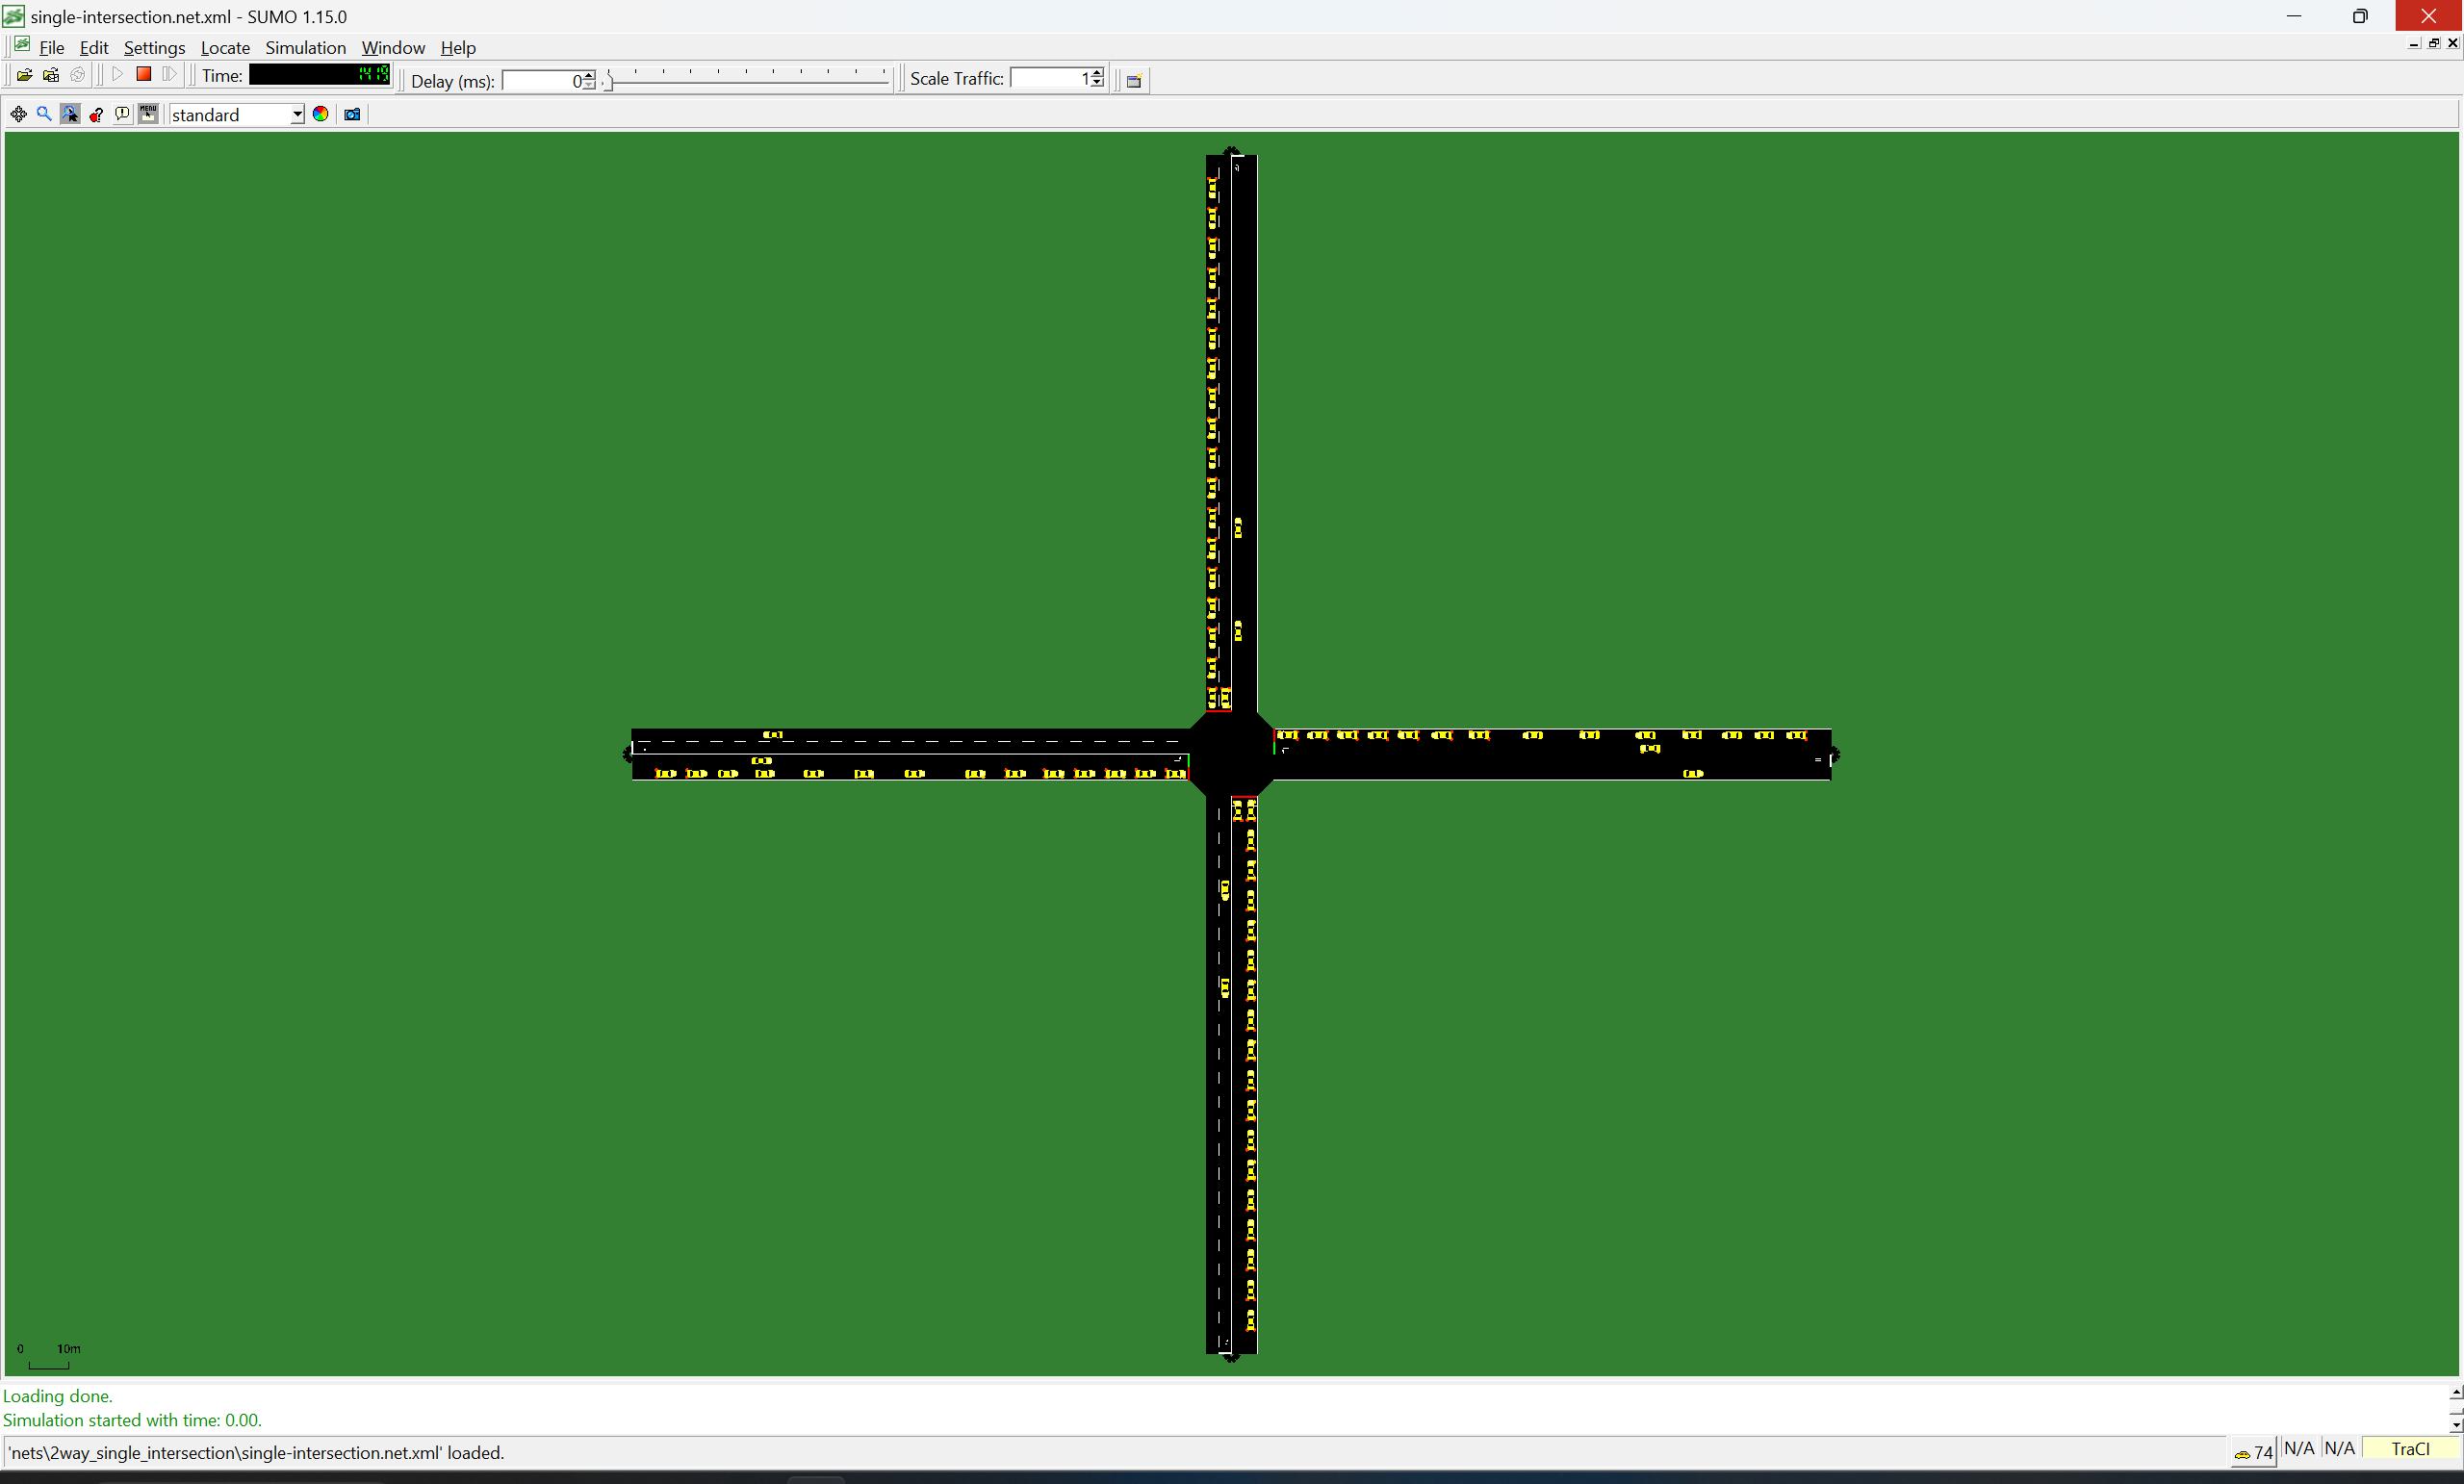 single-intersection.net.xml - SUMO 1.15.0
File Edit Settings Locate Simulation Window Help
Time: 1419 Delay (ms): 0 Scale Traffic: 1
MENU standard
0 10m
Loading done.
Simulation started with time: 0.00.
'nets\2way_single_intersection\single-intersection.net.xml' loaded. 74 N/A N/A TraCI